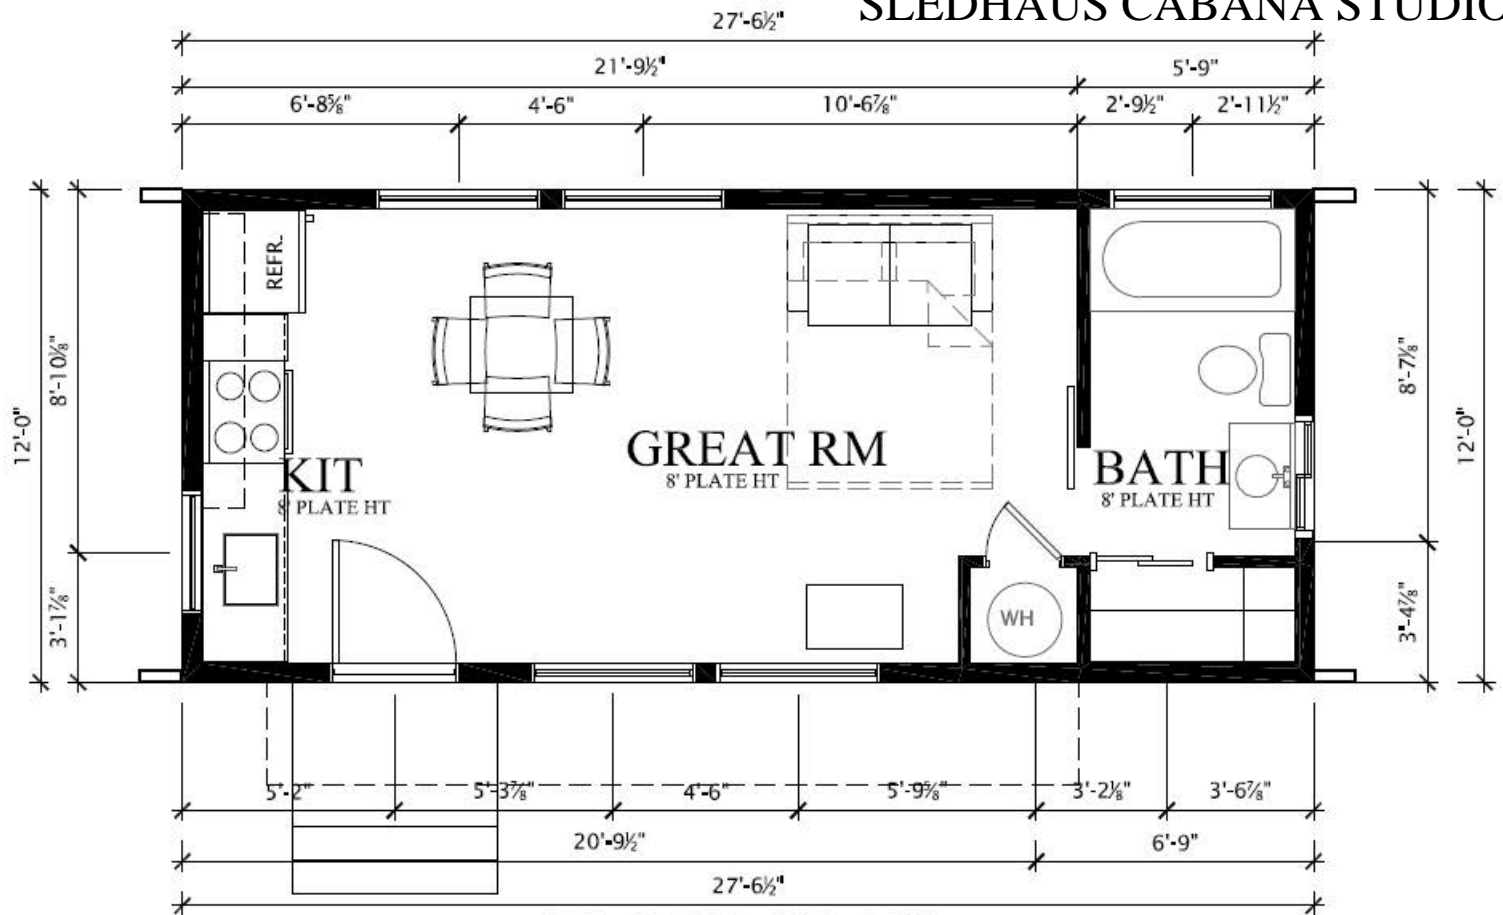 SLEDHAUS CABANA STUDIO
27'-6½"
21'-9½"
5'-9"
6'-8⅝"
4'-6"
10'-6⅞"
2'-9½"
2'-11½"
REFR.
8'-10⅛"
12'-0"
3'-1⅞"
8'-7⅛"
12'-0"
3'-4⅞"
KIT
8' PLATE HT
GREAT RM
8' PLATE HT
BATH
8' PLATE HT
WH
5'-2"
5'-3⅞"
4'-6"
5'-9⅝"
3'-2⅛"
3'-6⅞"
20'-9½"
6'-9"
27'-6½"